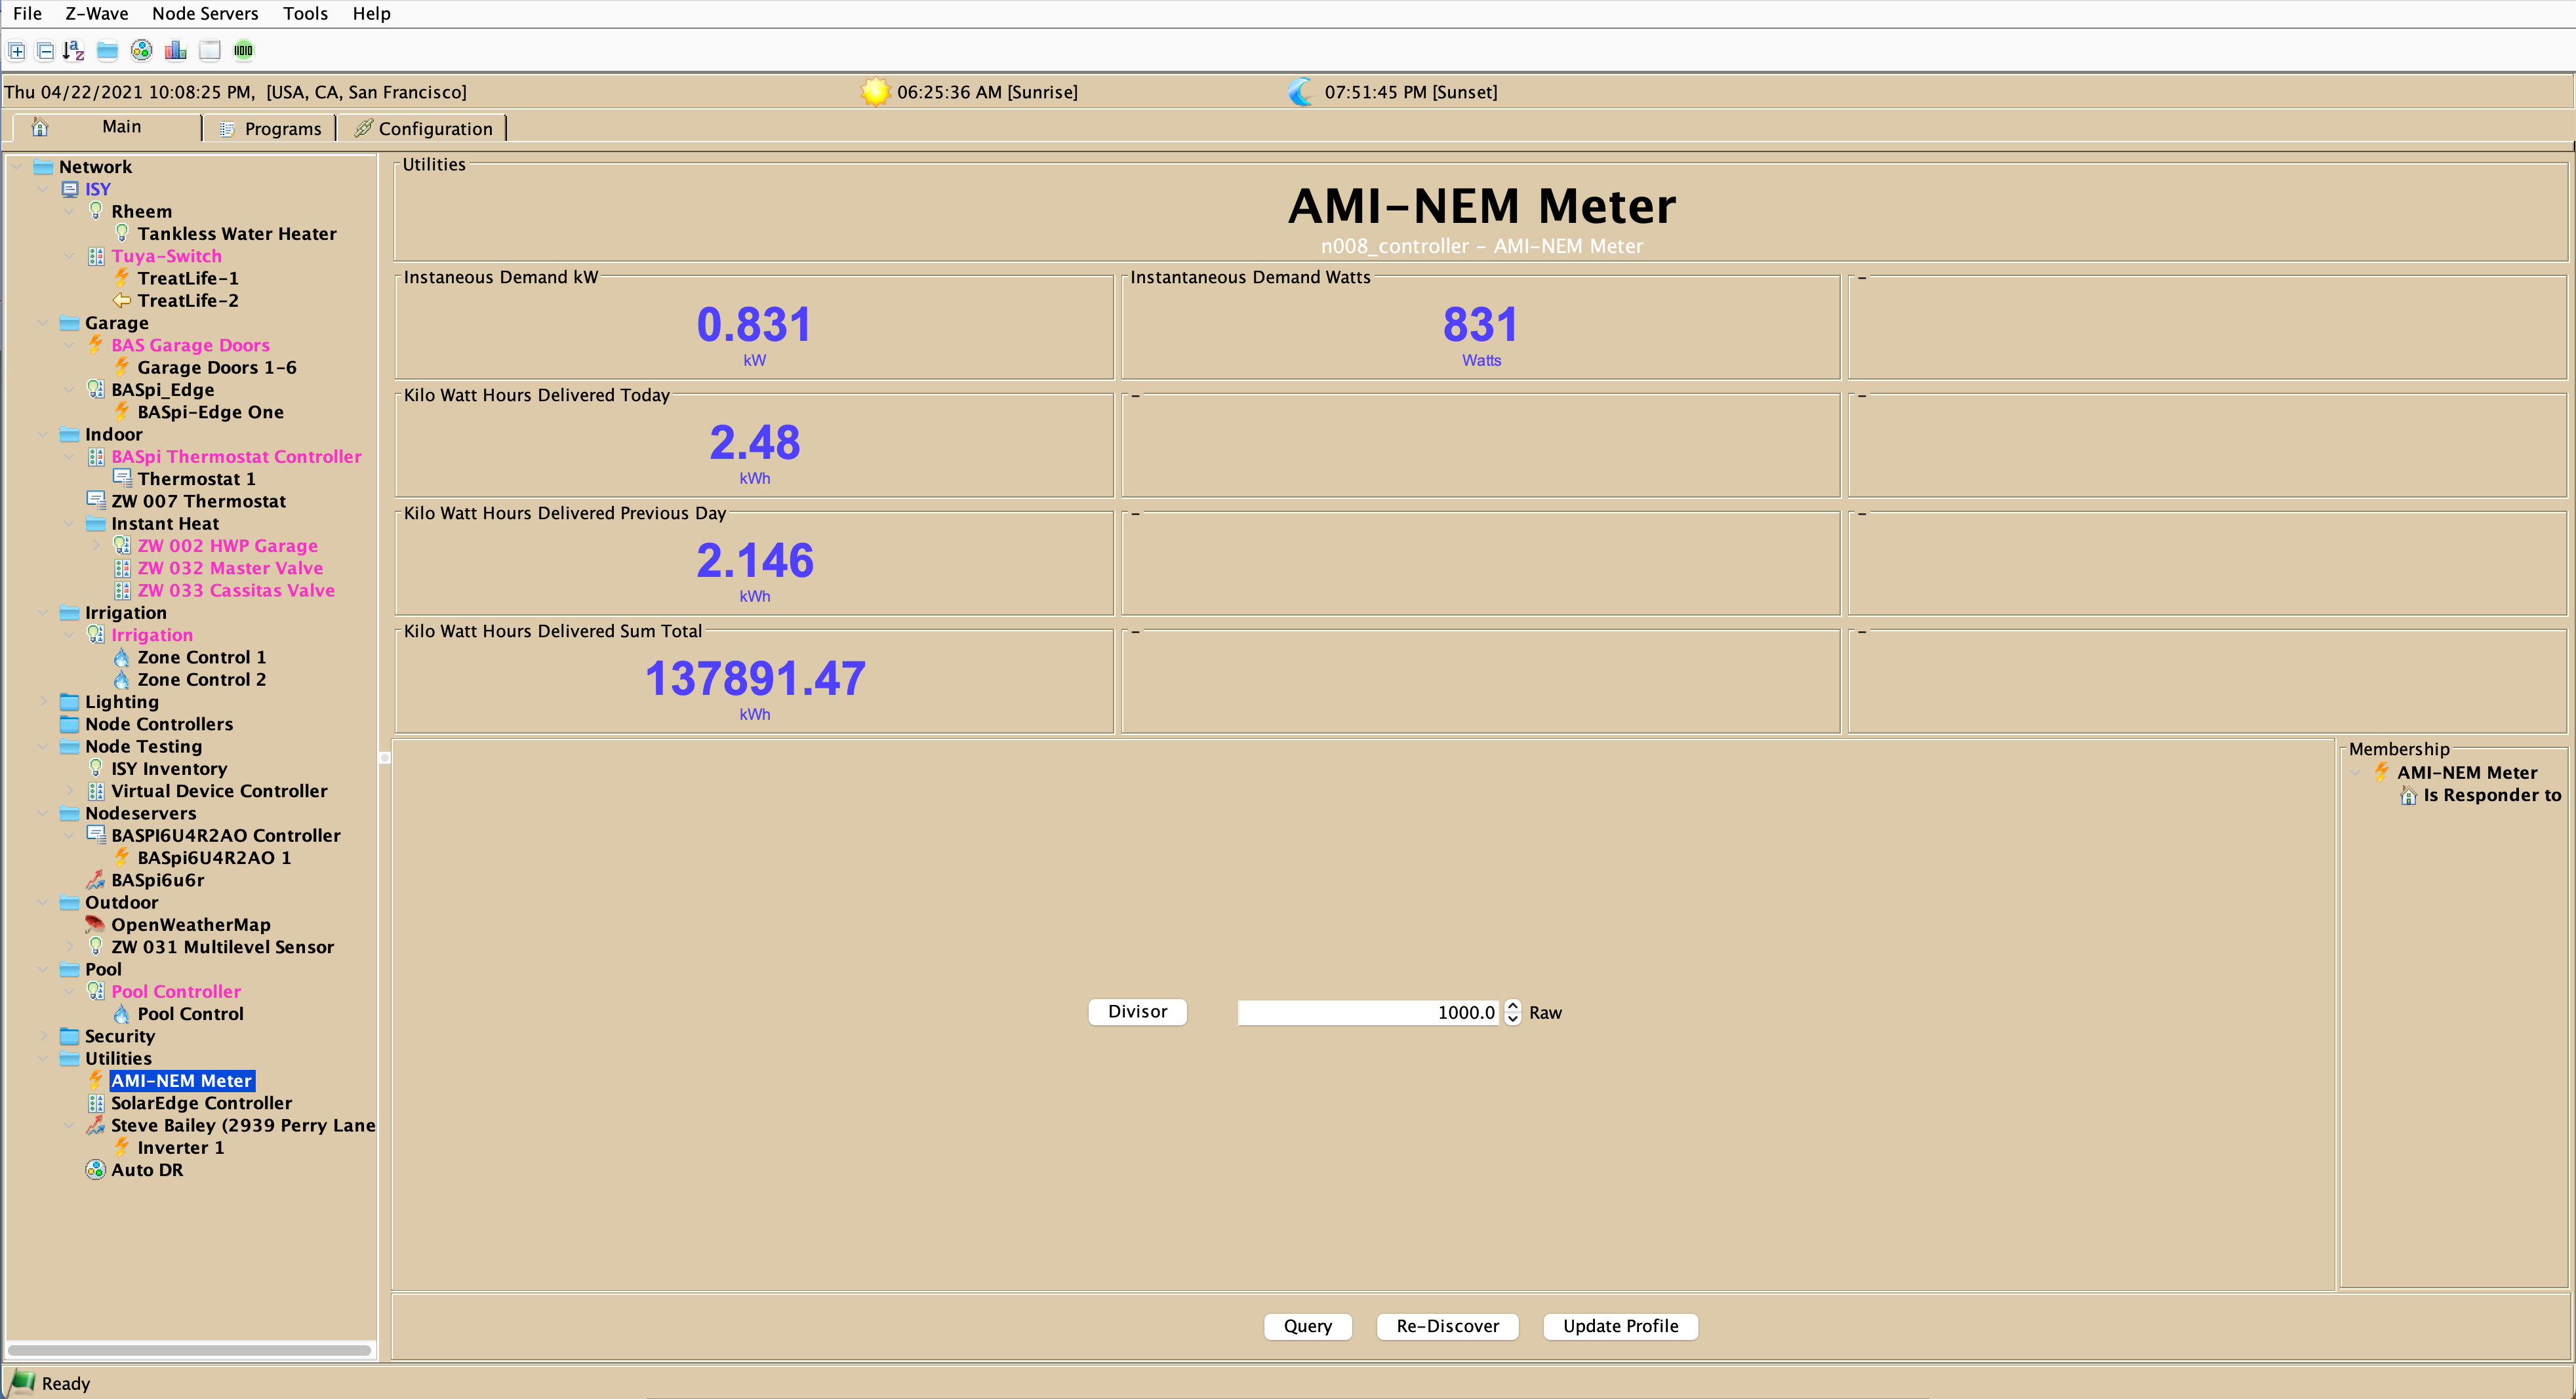 File Z-Wave Node Servers Tools Help
Thu 04/22/2021 10:08:25 PM, [USA, CA, San Francisco] 06:25:36 AM [Sunrise] 07:51:45 PM [Sunset]
Main Programs Configuration
Network
ISY
Rheem
Tankless Water Heater
Tuya-Switch
TreatLife-1
TreatLife-2
Garage
BAS Garage Doors
Garage Doors 1-6
BASpi_Edge
BASpi-Edge One
Indoor
BASpi Thermostat Controller
Thermostat 1
ZW 007 Thermostat
Instant Heat
ZW 002 HWP Garage
ZW 032 Master Valve
ZW 033 Cassitas Valve
Irrigation
Irrigation
Zone Control 1
Zone Control 2
Lighting
Node Controllers
Node Testing
ISY Inventory
Virtual Device Controller
Nodeservers
BASPI6U4R2AO Controller
BASpi6U4R2AO 1
BASpi6u6r
Outdoor
OpenWeatherMap
ZW 031 Multilevel Sensor
Pool
Pool Controller
Pool Control
Security
Utilities
AMI-NEM Meter
SolarEdge Controller
Steve Bailey (2939 Perry Lane
Inverter 1
Auto DR
Utilities
AMI-NEM Meter
n008_controller - AMI-NEM Meter
Instaneous Demand kW
0.831
kW
Instantaneous Demand Watts
831
Watts
-
Kilo Watt Hours Delivered Today
2.48
kWh
-
-
Kilo Watt Hours Delivered Previous Day
2.146
kWh
-
-
Kilo Watt Hours Delivered Sum Total
137891.47
kWh
-
-
Divisor 1000.0 Raw
Membership
AMI-NEM Meter
Is Responder to
Query Re-Discover Update Profile
Ready